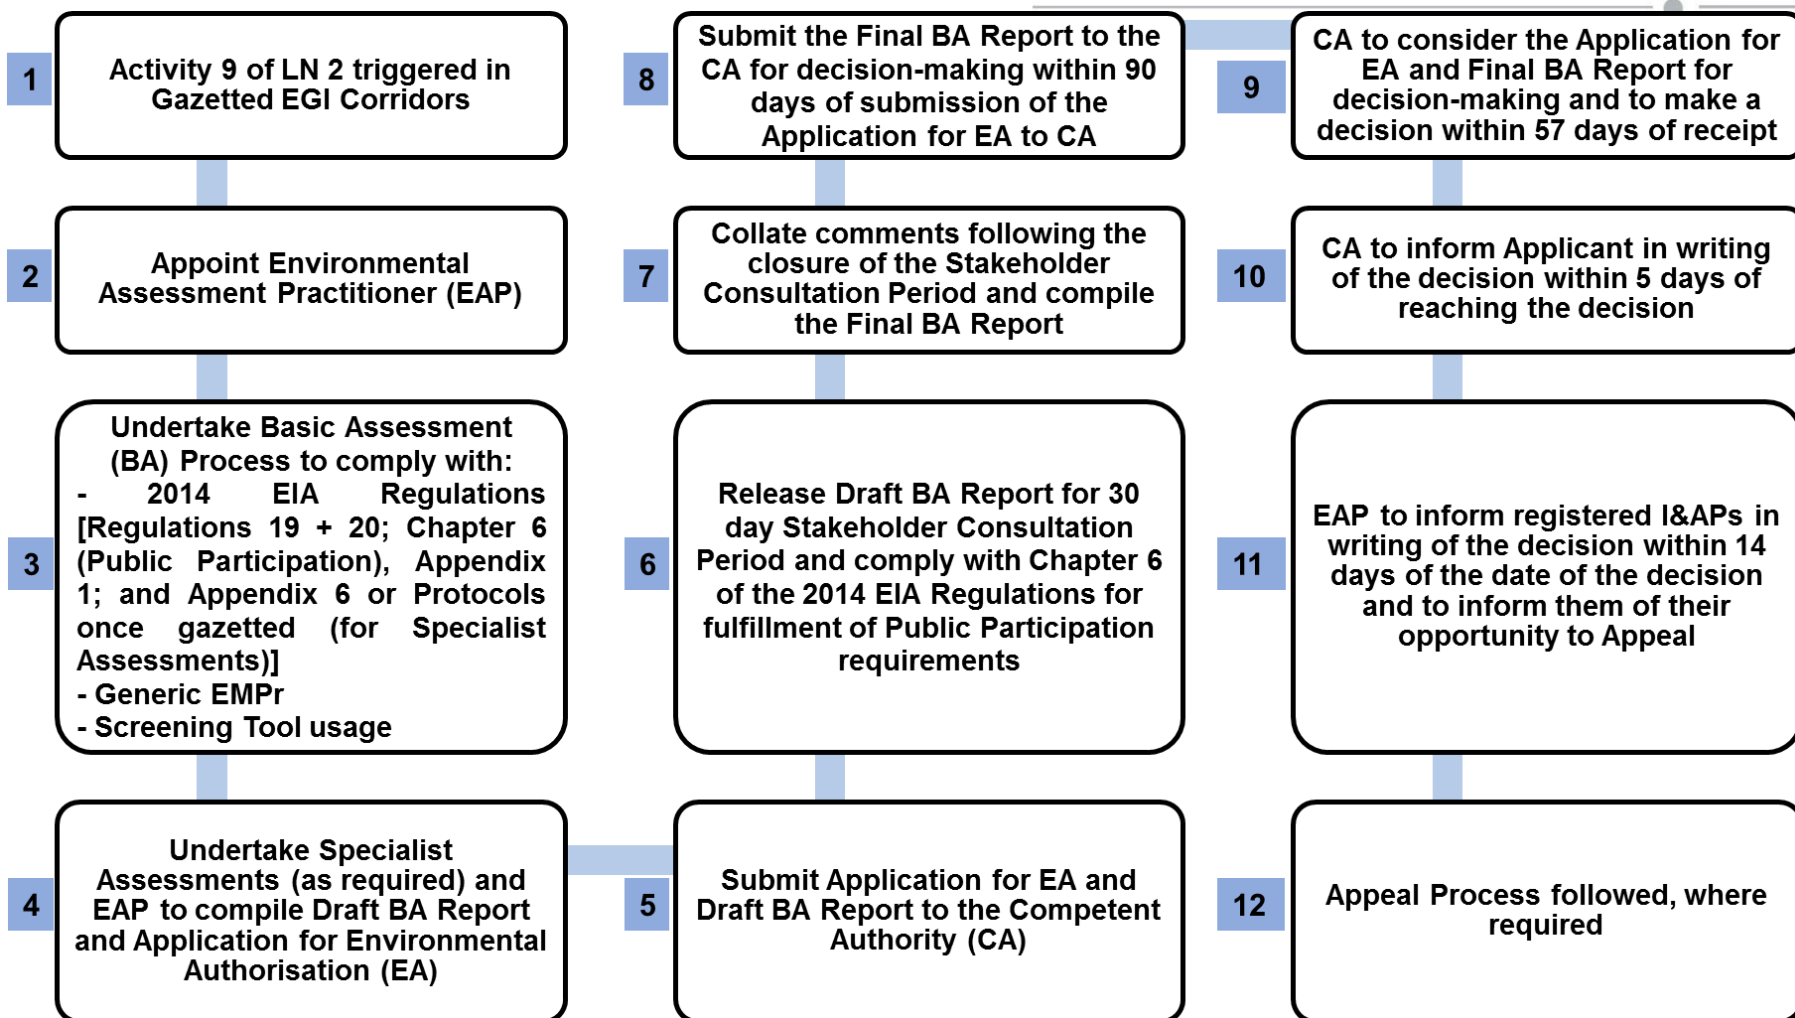 1
Activity 9 of LN 2 triggered in
Gazetted EGI Corridors
2
Appoint Environmental
Assessment Practitioner (EAP)
3
Undertake Basic Assessment
(BA) Process to comply with:
- 2014 EIA Regulations
[Regulations 19 + 20; Chapter 6
(Public Participation), Appendix
1; and Appendix 6 or Protocols
once gazetted (for Specialist
Assessments)]
- Generic EMPr
- Screening Tool usage
4
Undertake Specialist
Assessments (as required) and
EAP to compile Draft BA Report
and Application for Environmental
Authorisation (EA)
5
Submit Application for EA and
Draft BA Report to the Competent
Authority (CA)
6
Release Draft BA Report for 30
day Stakeholder Consultation
Period and comply with Chapter 6
of the 2014 EIA Regulations for
fulfillment of Public Participation
requirements
7
Collate comments following the
closure of the Stakeholder
Consultation Period and compile
the Final BA Report
8
Submit the Final BA Report to the
CA for decision-making within 90
days of submission of the
Application for EA to CA
9
CA to consider the Application for
EA and Final BA Report for
decision-making and to make a
decision within 57 days of receipt
10
CA to inform Applicant in writing
of the decision within 5 days of
reaching the decision
11
EAP to inform registered I&APs in
writing of the decision within 14
days of the date of the decision
and to inform them of their
opportunity to Appeal
12
Appeal Process followed, where
required